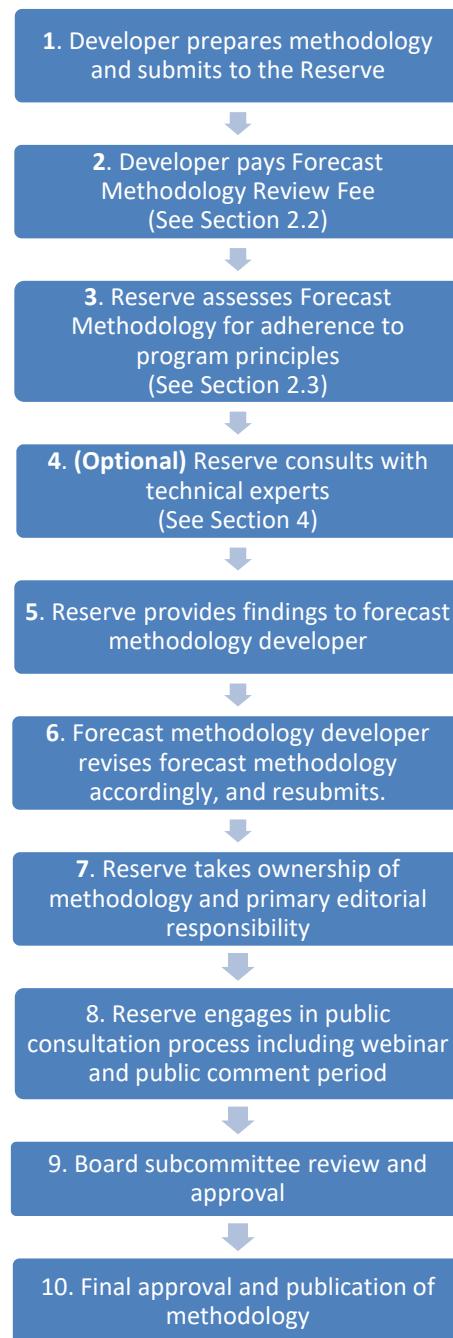 1. Developer prepares methodology
and submits to the Reserve
2. Developer pays Forecast
Methodology Review Fee
(See Section 2.2)
3. Reserve assesses Forecast
Methodology for adherence to
program principles
(See Section 2.3)
4. (Optional) Reserve consults with
technical experts
(See Section 4)
5. Reserve provides findings to forecast
methodology developer
6. Forecast methodology developer
revises forecast methodology
accordingly, and resubmits.
7. Reserve takes ownership of
methodology and primary editorial
responsibility
8. Reserve engages in public
consultation process including webinar
and public comment period
9. Board subcommittee review and
approval
10. Final approval and publication of
methodology